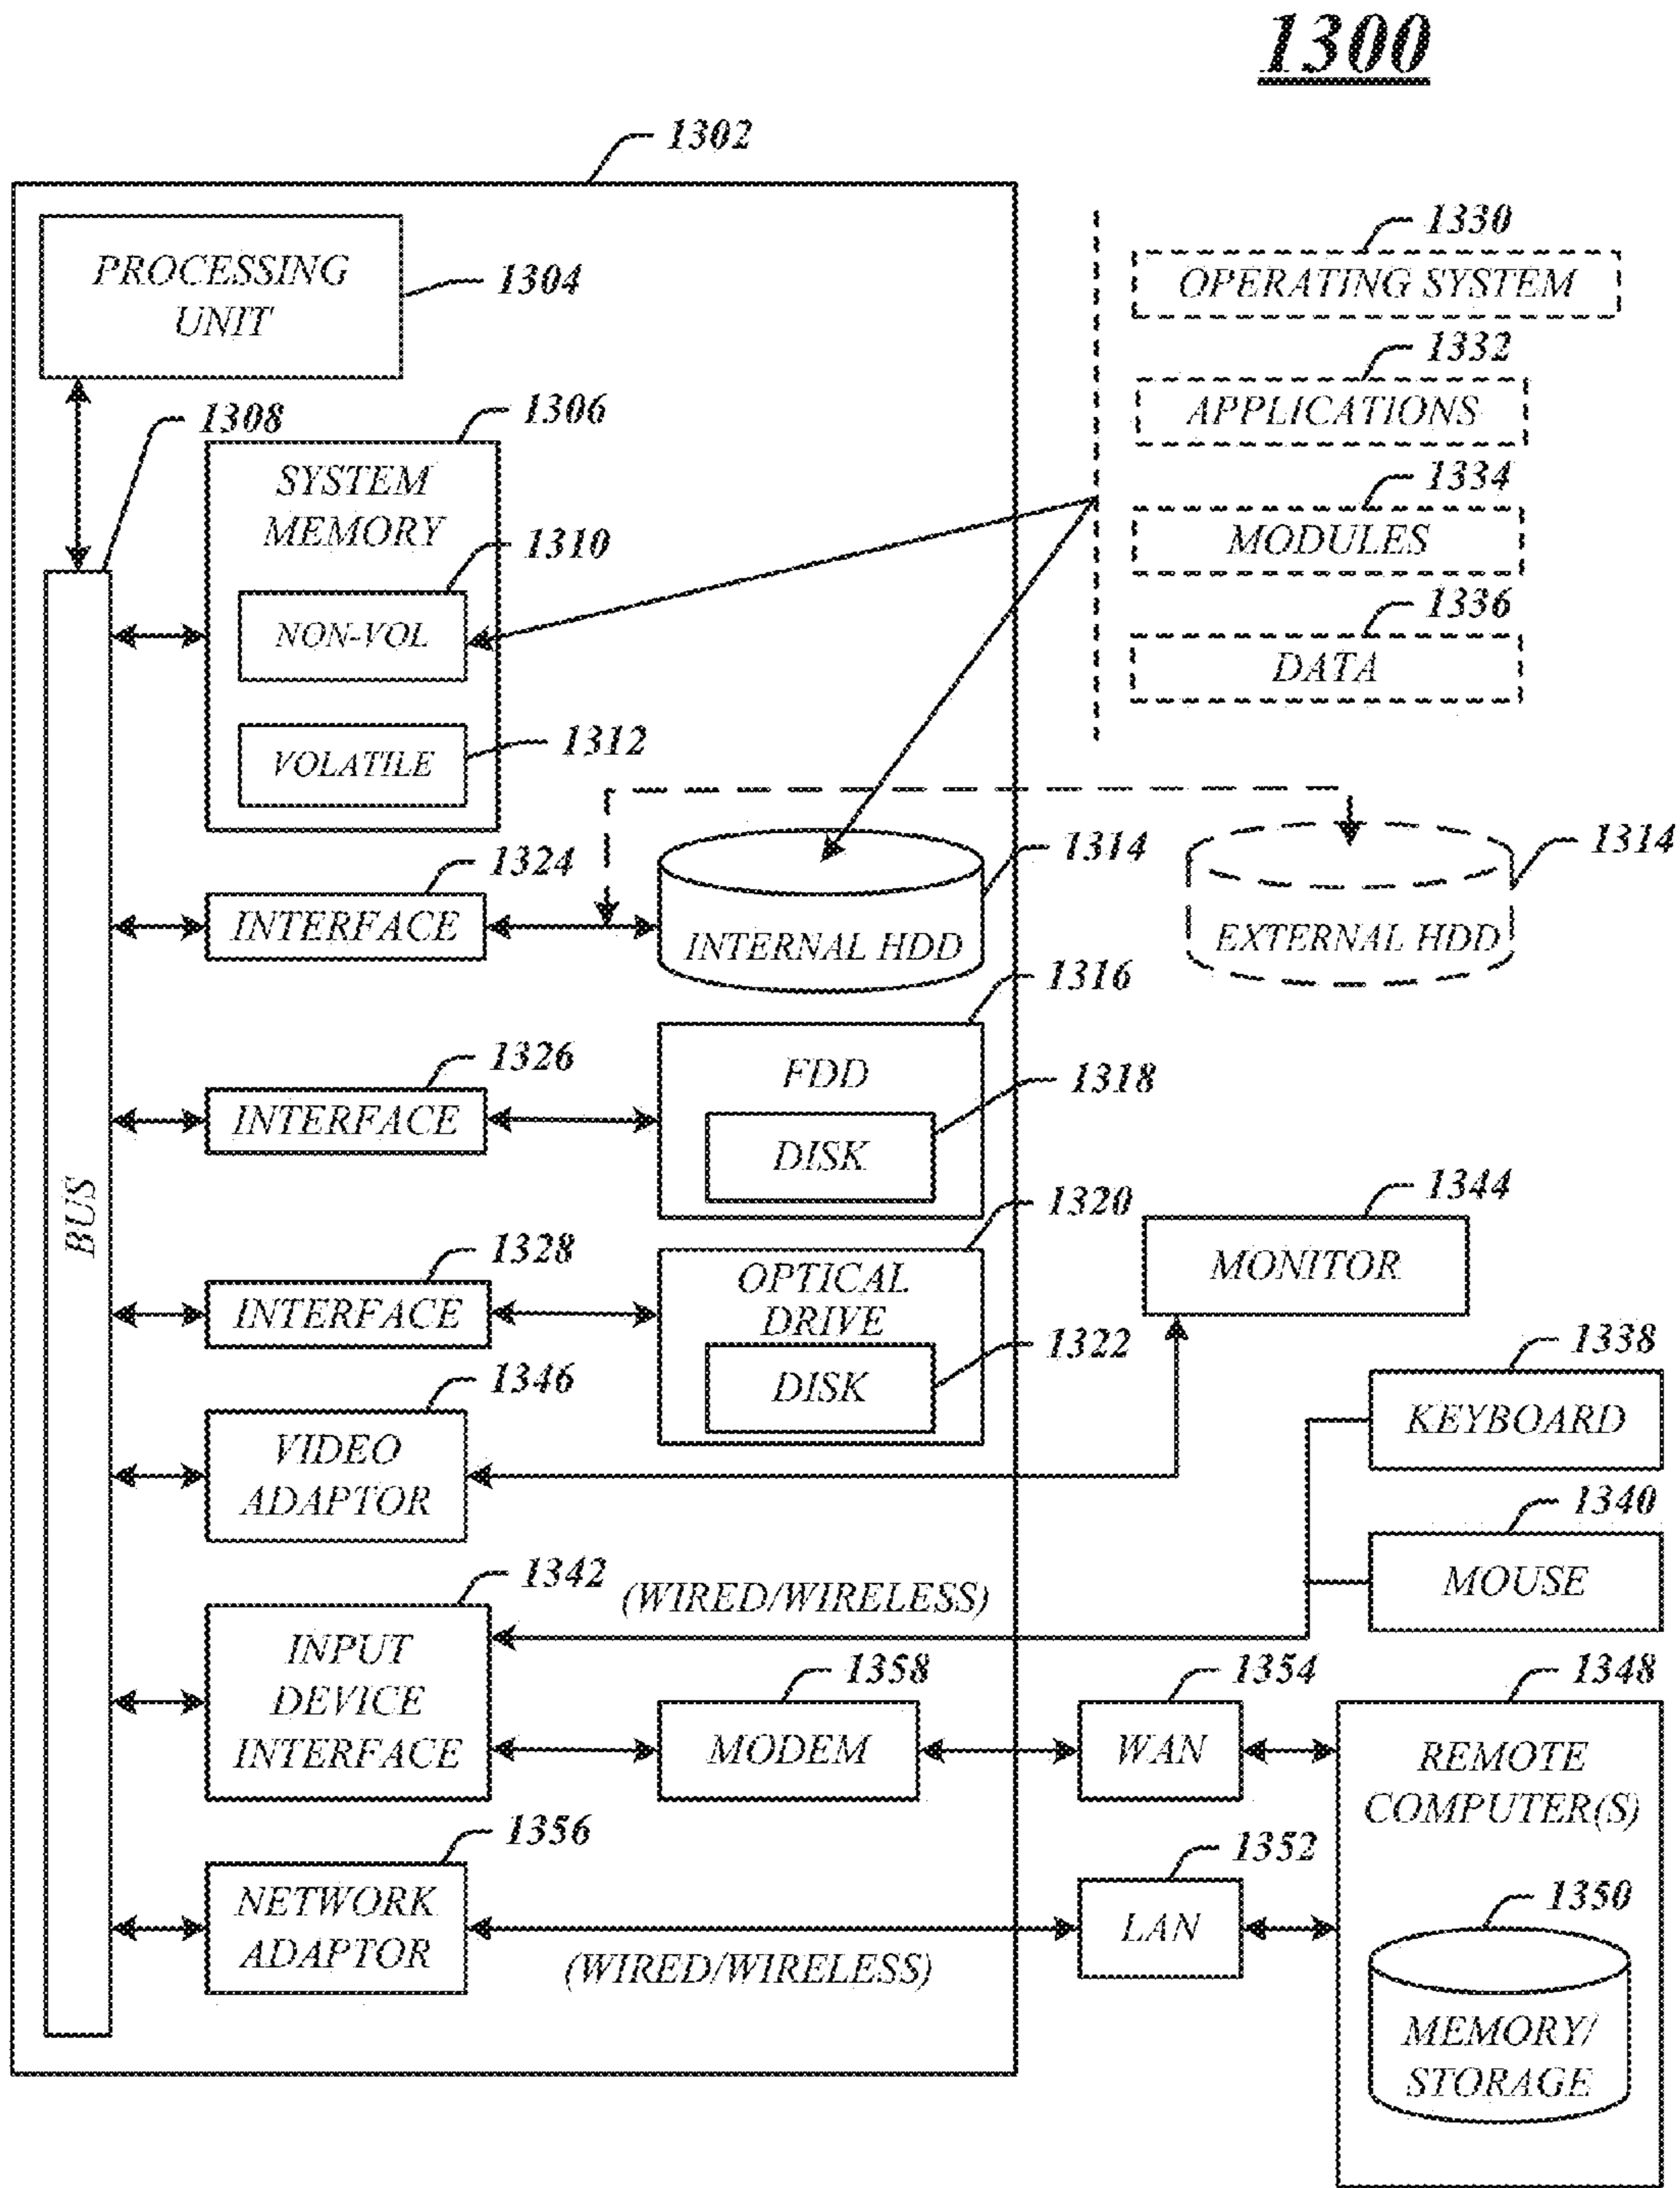 1300
1302
PROCESSING
UNIT
1304
1330
OPERATING SYSTEM
1332
APPLICATIONS
1334
MODULES
1336
DATA
1308
1306
SYSTEM
MEMORY
1310
NON-VOL
1312
VOLATILE
BUS
1324
INTERFACE
1314
INTERNAL HDD
1314
EXTERNAL HDD
1326
INTERFACE
1316
FDD
1318
DISK
1328
INTERFACE
1320
OPTICAL
DRIVE
1322
DISK
1344
MONITOR
1346
VIDEO
ADAPTOR
1338
KEYBOARD
1340
MOUSE
1342
INPUT
DEVICE
INTERFACE
(WIRED/WIRELESS)
1358
MODEM
1354
WAN
1348
REMOTE
COMPUTER(S)
1356
NETWORK
ADAPTOR
(WIRED/WIRELESS)
1352
LAN
1350
MEMORY/
STORAGE